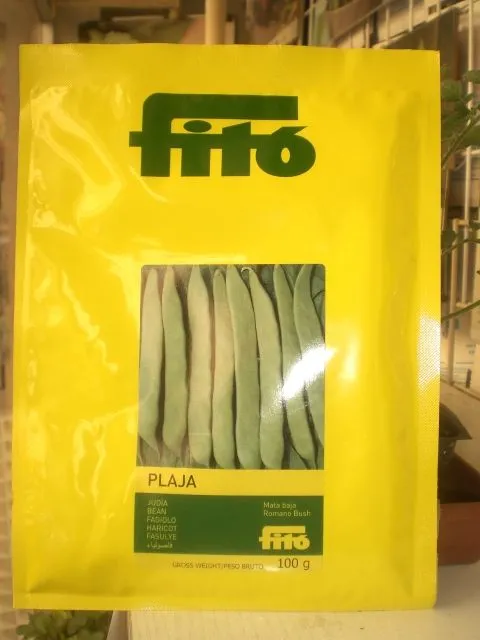 fitó
PLAJA
JUDÍA
BEAN
FAGIOLO
HARICOT
FASULYE
فاصولياء
Mata baja
Romano Bush
fitó
GROSS WEIGHT/PESO BRUTO 100 g